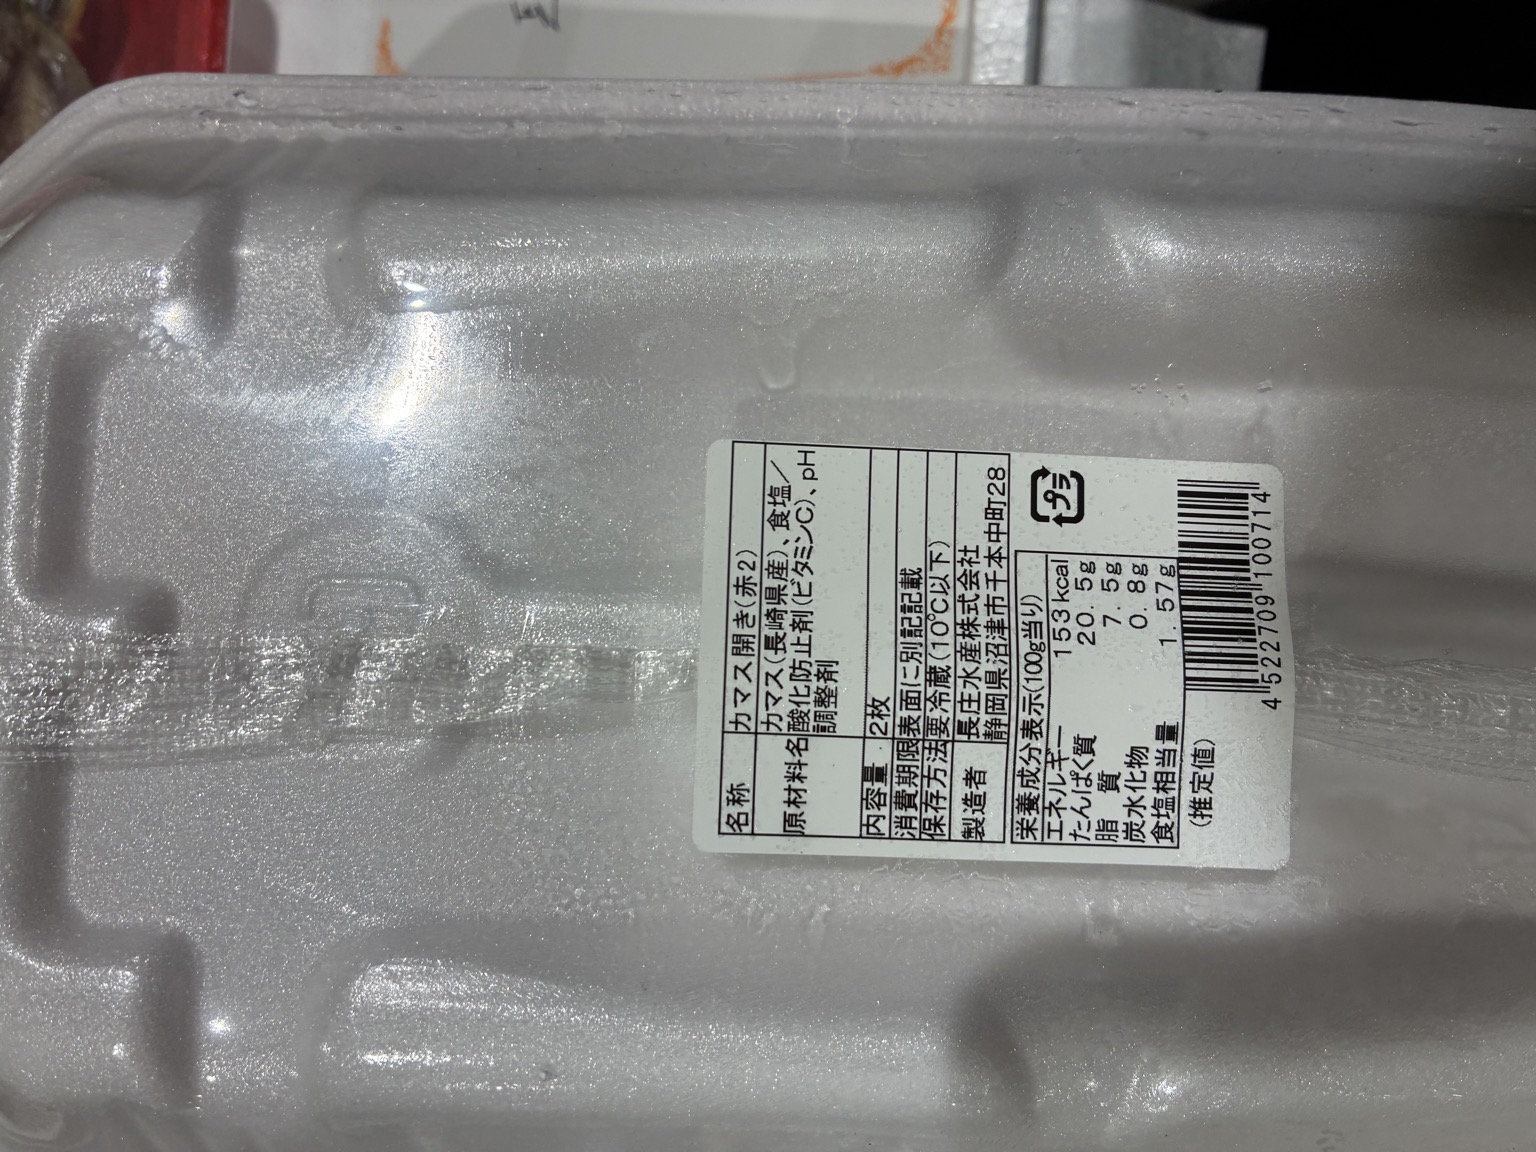 名称 カマス開き(赤2)
原材料名 カマス(長崎県産)、食塩/
酸化防止剤(ビタミンC)、pH
調整剤
内容量 2枚
消費期限 表面に別記記載
保存方法 要冷蔵(10℃以下)
製造者 長庄水産株式会社
静岡県沼津市千本中町28
栄養成分表示(100g当り)
エネルギー 153kcal
たんぱく質 20.5g
脂質 7.5g
炭水化物 0.8g
食塩相当量 1.57g
(推定値)
プラ
4522709100714